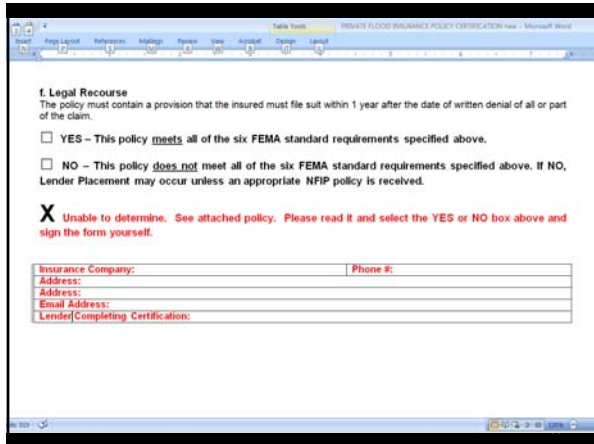 Table Tools PRIVATE FLOOD INSURANCE POLICY CERTIFICATION new - Microsoft Word
Insert Page Layout References Mailings Review View Acrobat Design Layout
f. Legal Recourse
The policy must contain a provision that the insured must file suit within 1 year after the date of written denial of all or part
of the claim.
YES – This policy meets all of the six FEMA standard requirements specified above.
NO – This policy does not meet all of the six FEMA standard requirements specified above. If NO,
Lender Placement may occur unless an appropriate NFIP policy is received.
X Unable to determine. See attached policy. Please read it and select the YES or NO box above and
sign the form yourself.
Insurance Company: Phone #:
Address:
Address:
Email Address:
Lender Completing Certification:
120%